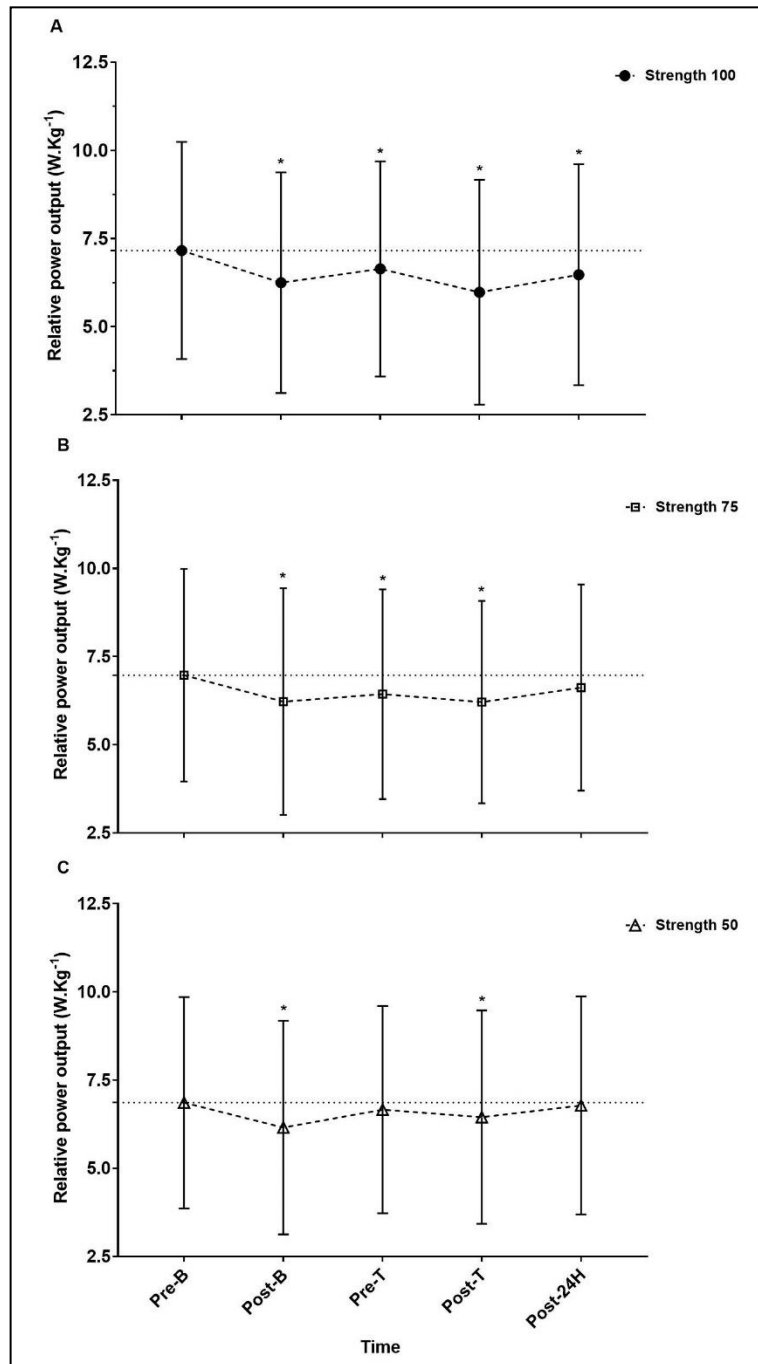 A
12.5
Strength 100
10.0
* * * *
7.5
5.0
2.5
Relative power output (W.Kg⁻¹)
B
12.5
Strength 75
10.0
* * *
7.5
5.0
2.5
Relative power output (W.Kg⁻¹)
C
12.5
Strength 50
10.0
* *
7.5
5.0
2.5
Relative power output (W.Kg⁻¹)
Pre-B
Post-B
Pre-T
Post-T
Post-24H
Time